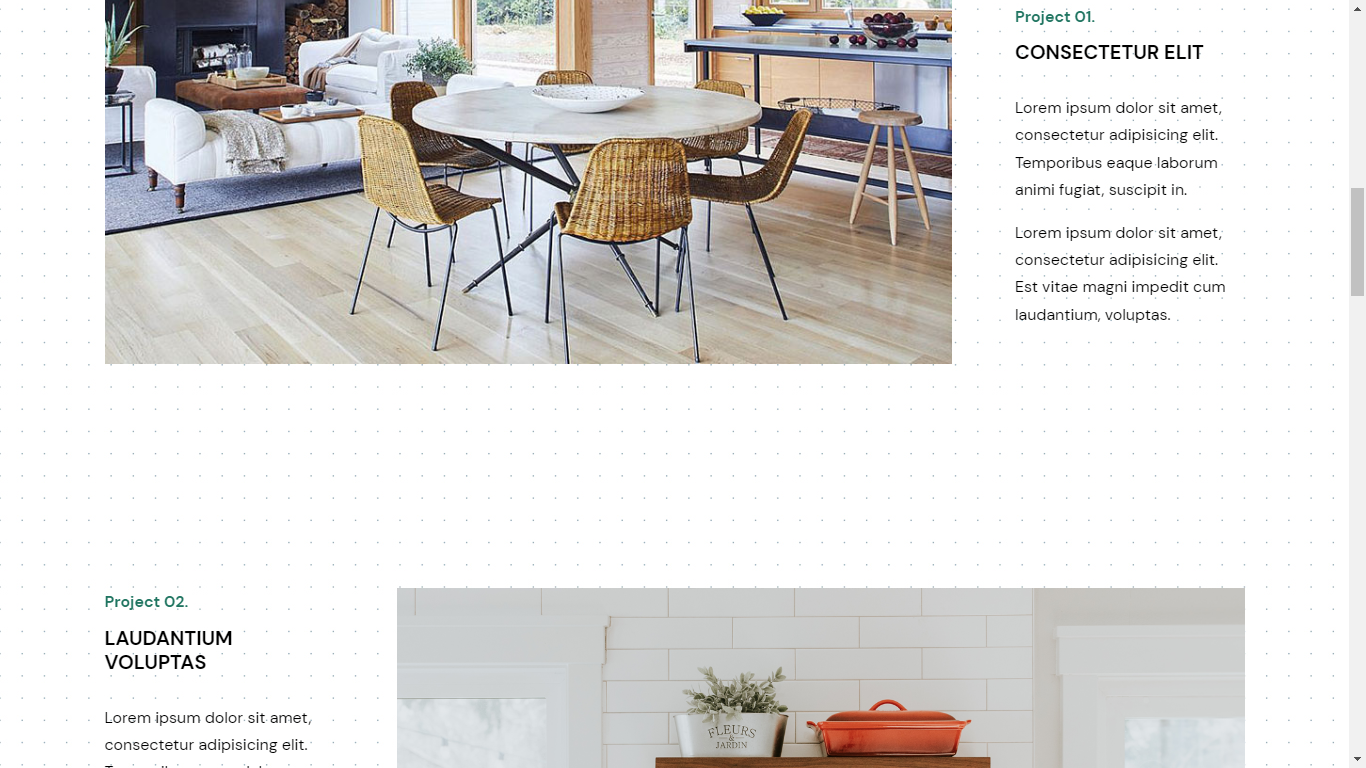 Project 01.
CONSECTETUR ELIT
Lorem ipsum dolor sit amet,
consectetur adipisicing elit.
Temporibus eaque laborum
animi fugiat, suscipit in.
Lorem ipsum dolor sit amet,
consectetur adipisicing elit.
Est vitae magni impedit cum
laudantium, voluptas.
Project 02.
LAUDANTIUM
VOLUPTAS
Lorem ipsum dolor sit amet,
consectetur adipisicing elit.
FLEURS
&
JARDIN